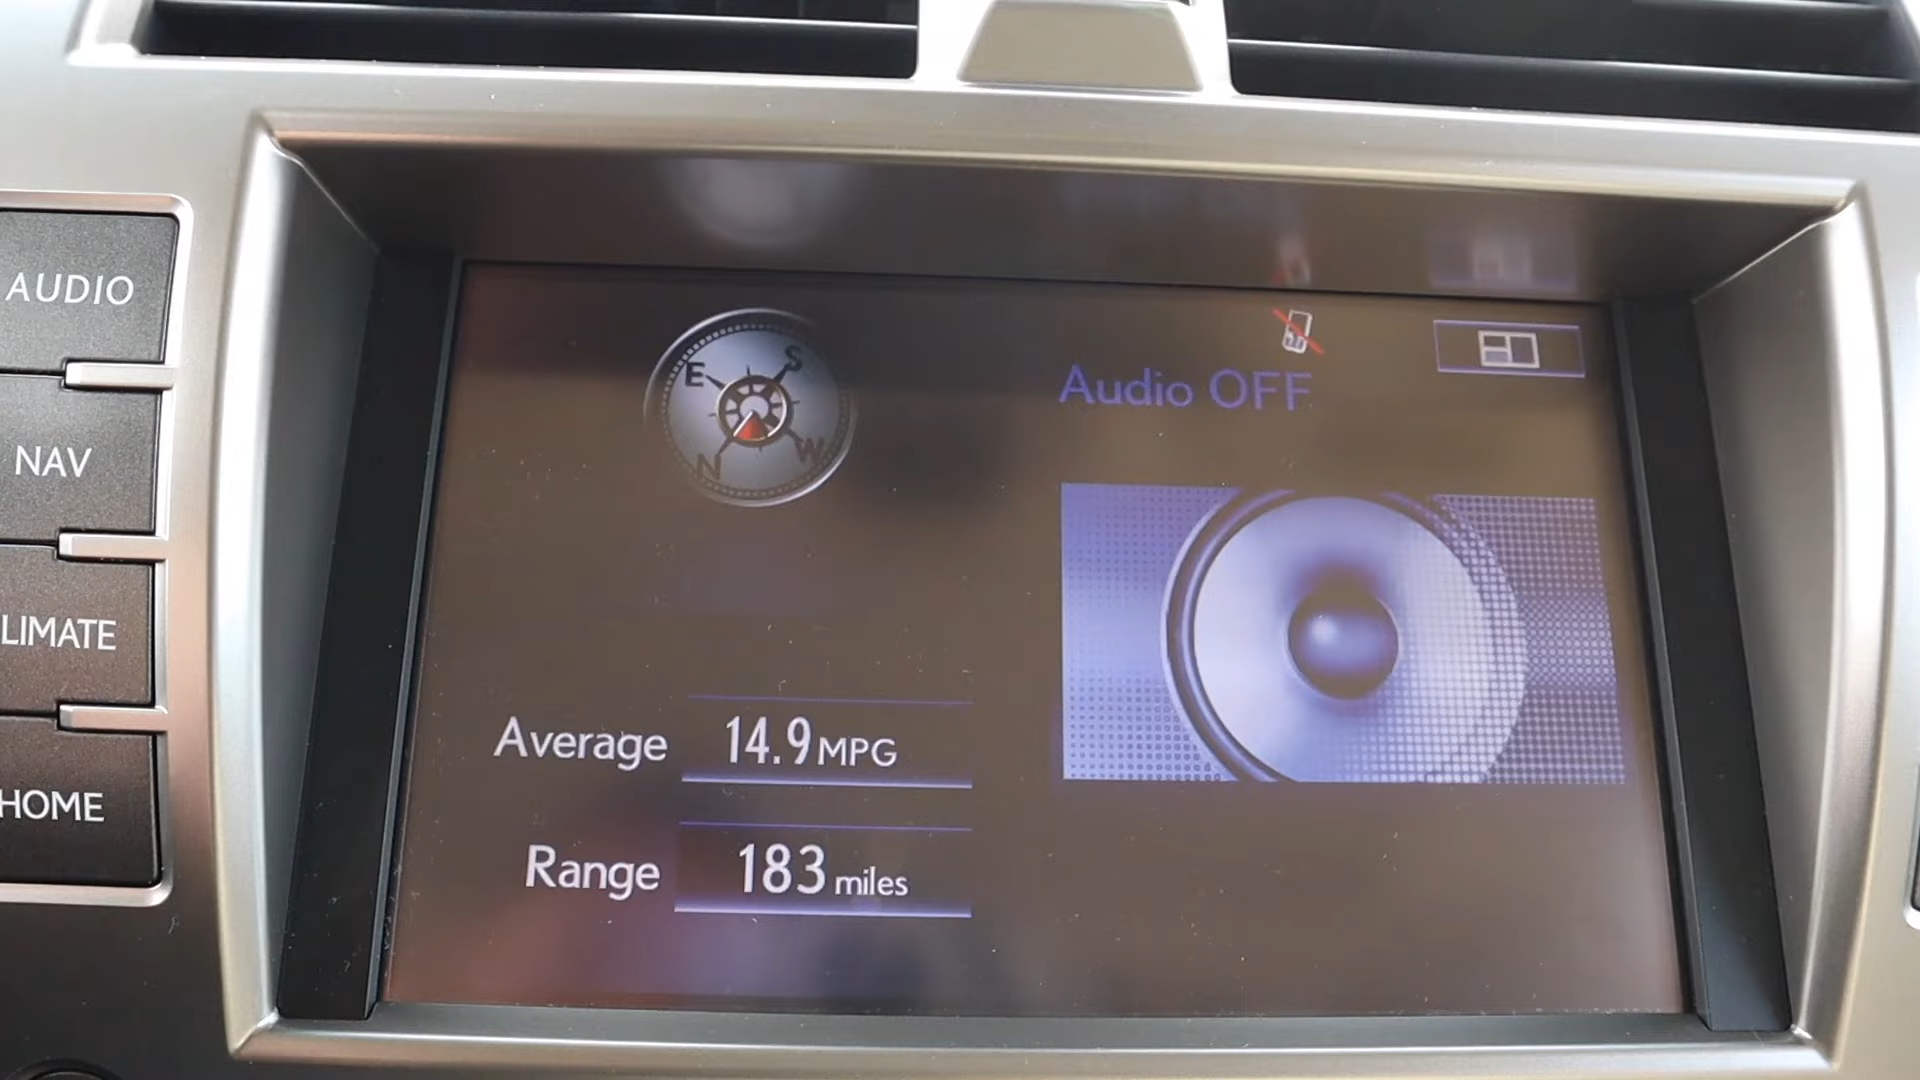 AUDIO
NAV
LIMATE
HOME
E
S
N
W
Audio OFF
Average 14.9 MPG
Range 183 miles